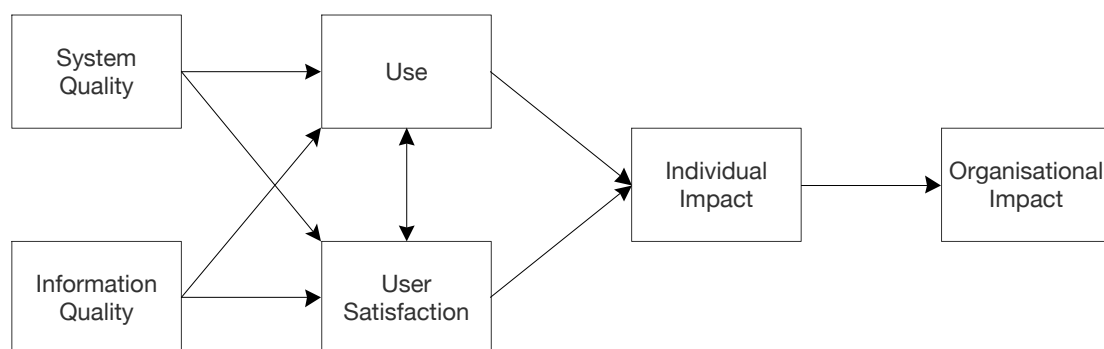 System
Quality
Use
Individual
Impact
Organisational
Impact
Information
Quality
User
Satisfaction